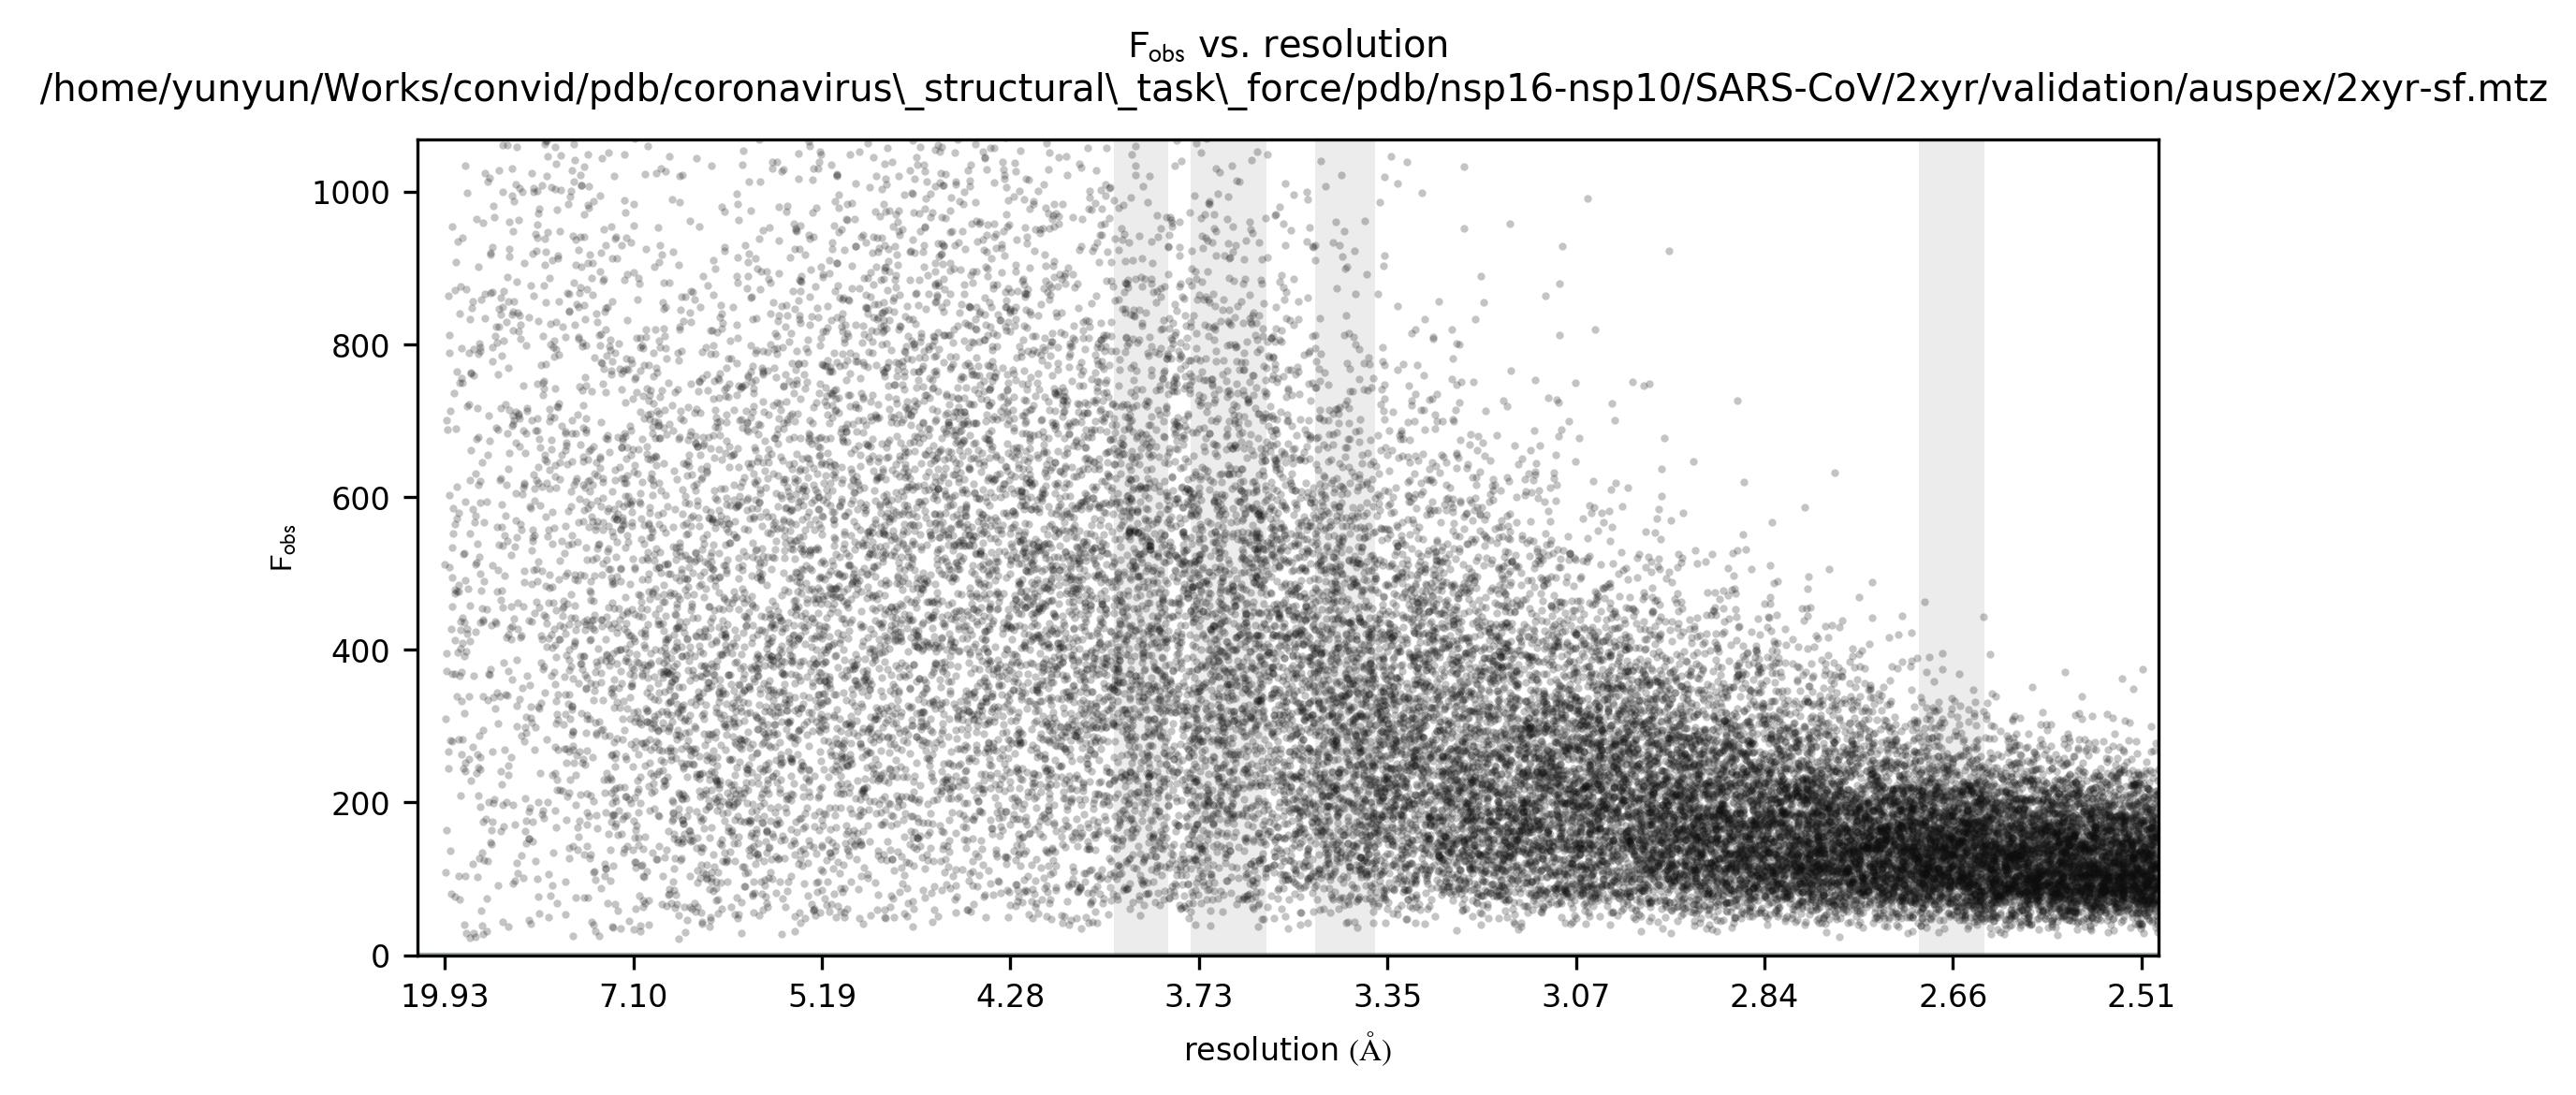 Fobs vs. resolution
/home/yunyun/Works/convid/pdb/coronavirus\_structural\_task\_force/pdb/nsp16-nsp10/SARS-CoV/2xyr/validation/auspex/2xyr-sf.mtz
1000
800
600
400
200
0
Fobs
19.93 7.10 5.19 4.28 3.73 3.35 3.07 2.84 2.66 2.51
resolution (Å)